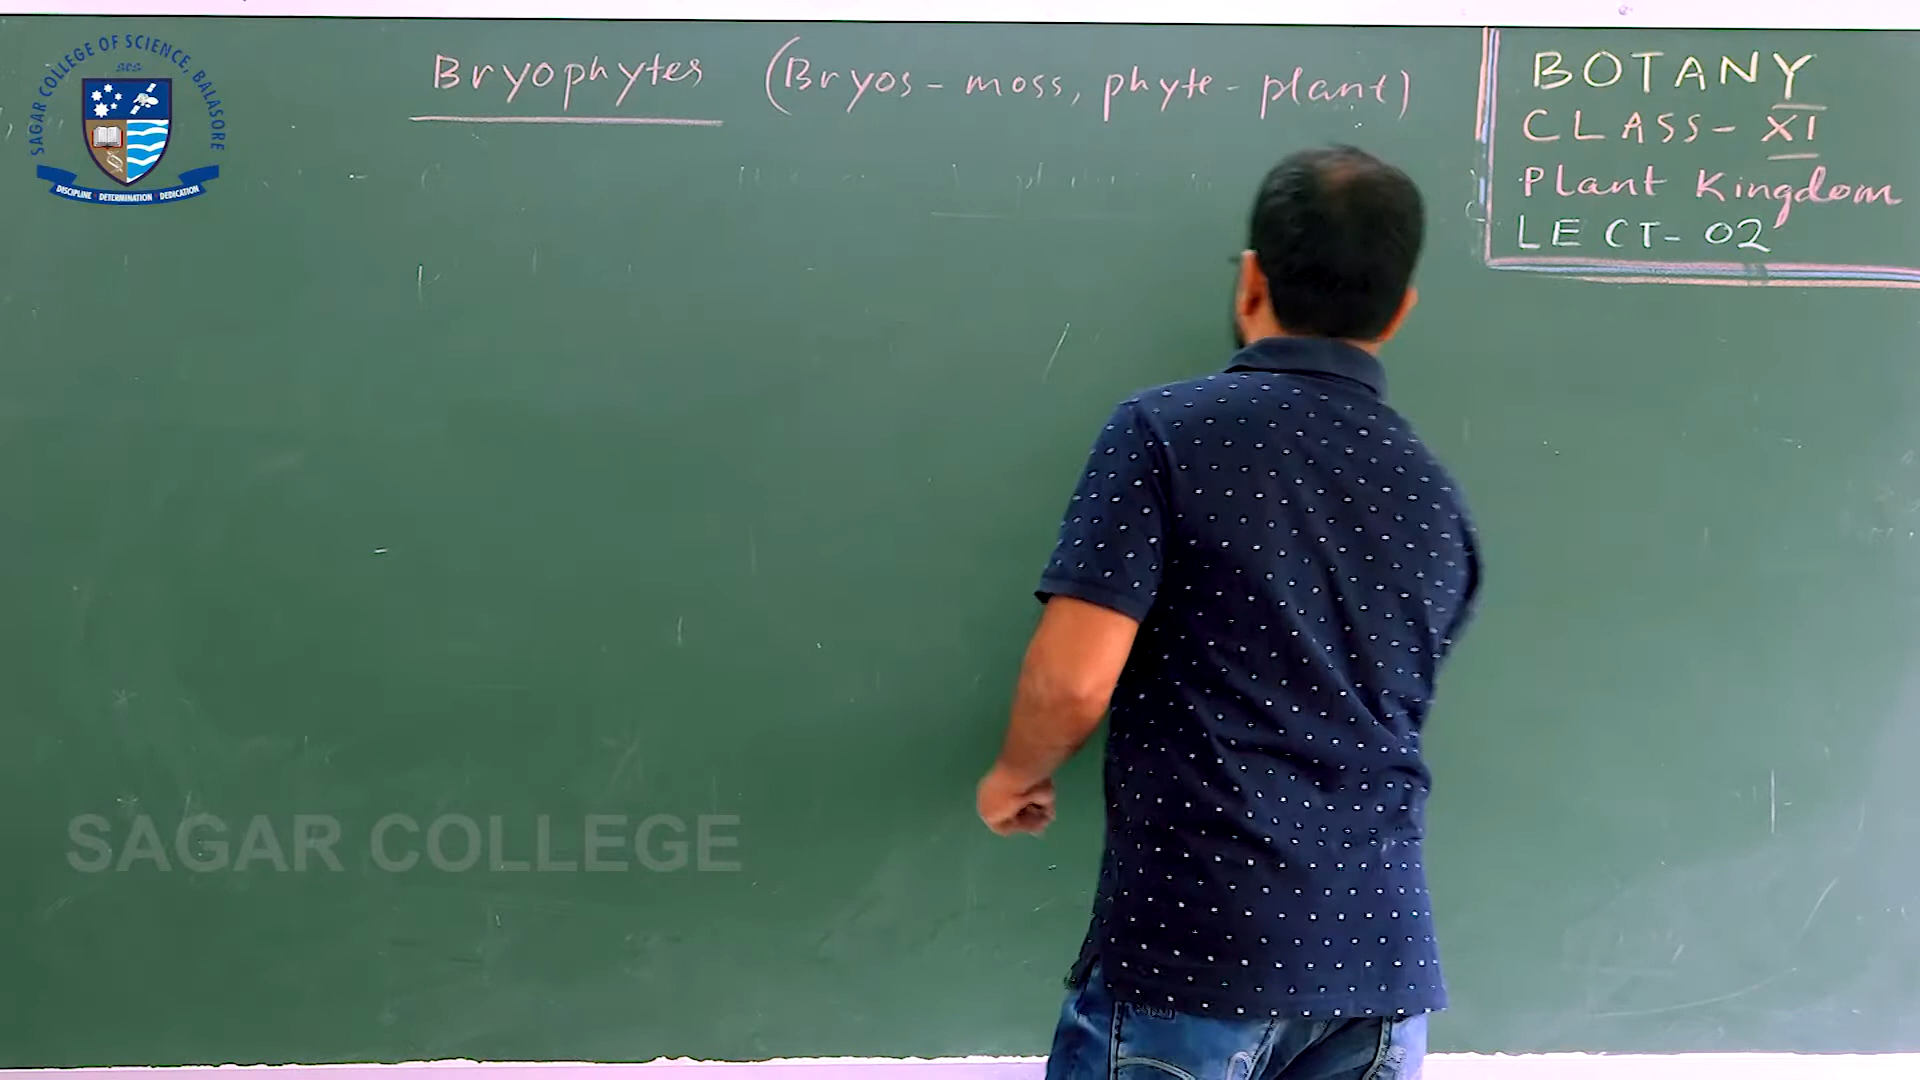 SAGAR COLLEGE OF SCIENCE, BALASORE
scs
DISCIPLINE DETERMINATION DEDICATION
Bryophytes (Bryos - moss, phyte - plant)
BOTANY
CLASS - XI
Plant Kingdom
LECT - 02
SAGAR COLLEGE